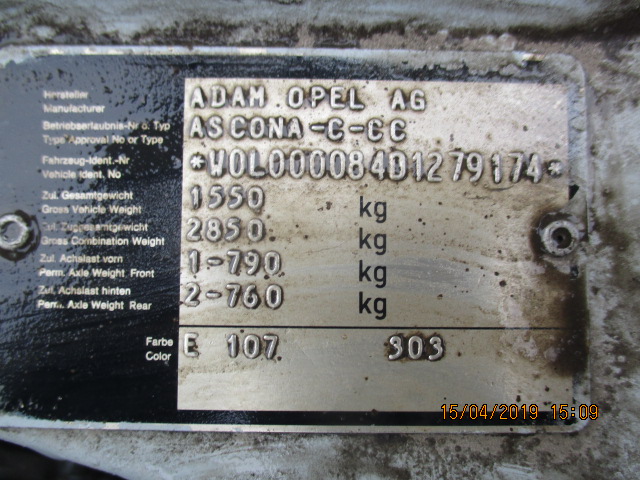 Hersteller
Manufacturer
ADAM OPEL AG
Betriebserlaubnis-Nr o. Typ
Type Approval No or Type
ASCONA-C-CC
Fahrzeug-Ident.-Nr
Vehicle Ident. No
*W0L000084D1279174*
Zul. Gesamtgewicht
Gross Vehicle Weight
1550 kg
Zul. Zuggesamtgewicht
Gross Combination Weight
2850 kg
Zul. Achslast vorn
Perm. Axle Weight Front
1-790 kg
Zul. Achslast hinten
Perm. Axle Weight Rear
2-760 kg
Farbe
Color
E 107 303
15/04/2019 15:09